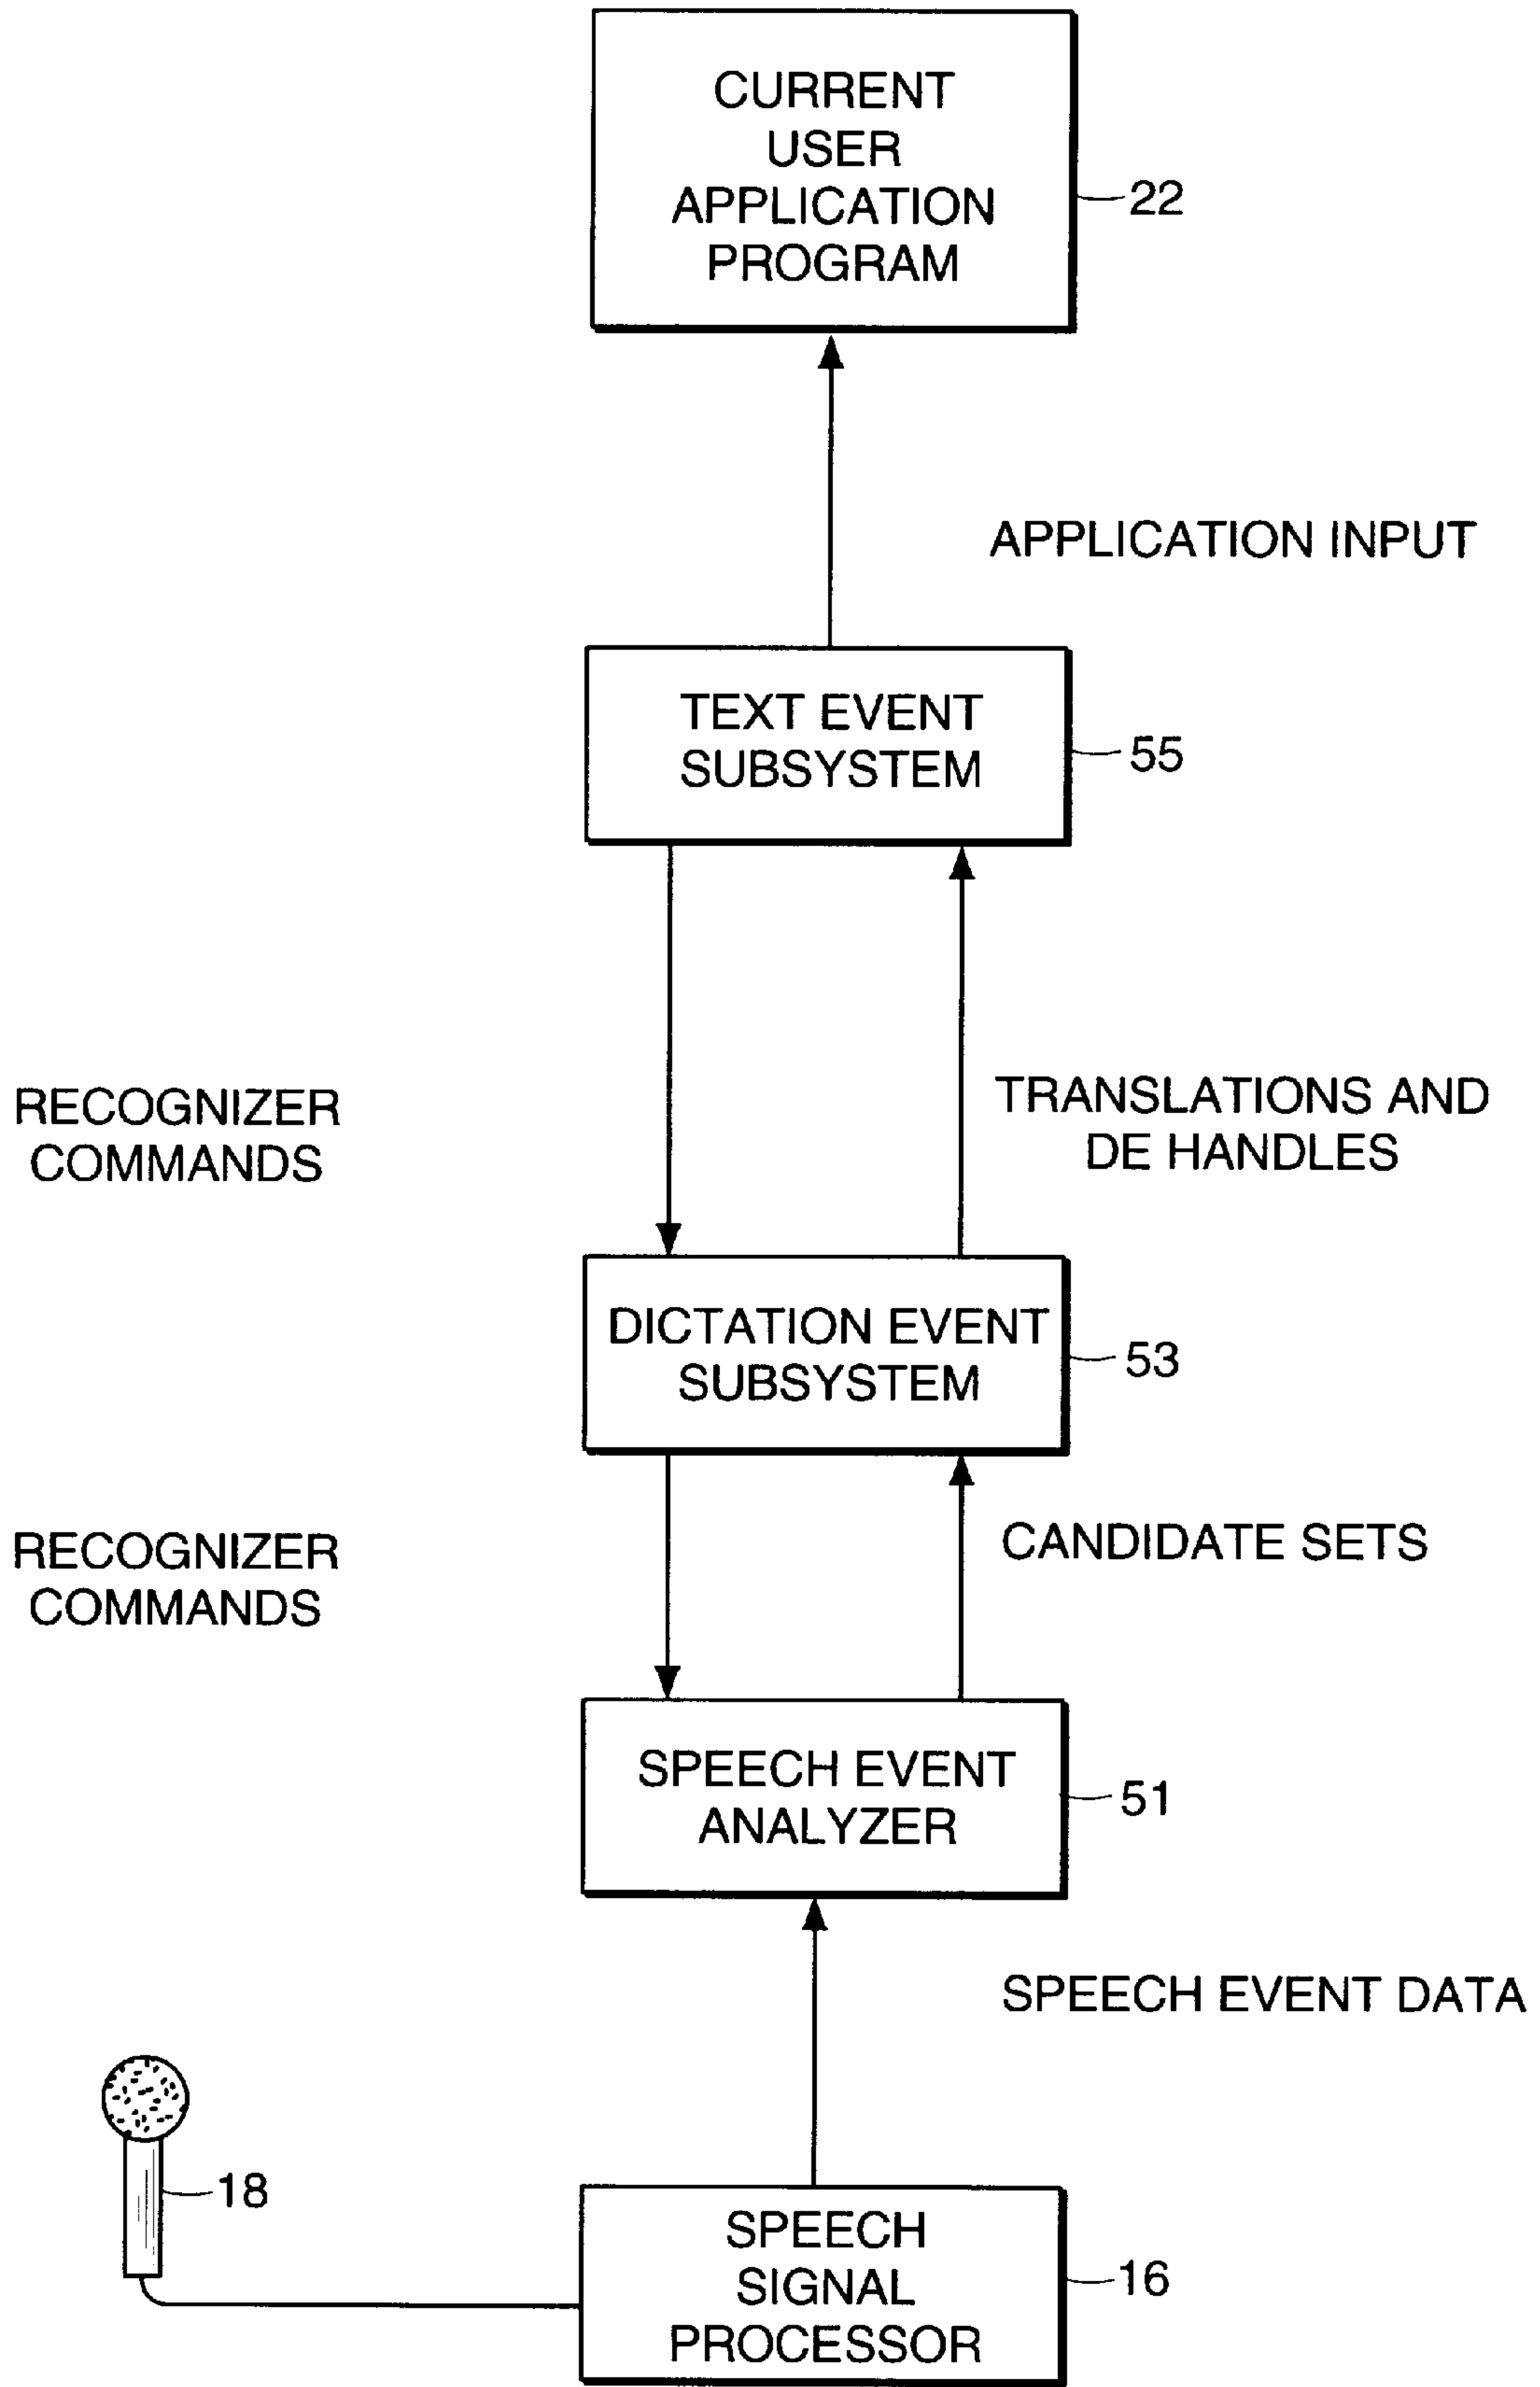 CURRENT
USER
APPLICATION
PROGRAM
22
APPLICATION INPUT
TEXT EVENT
SUBSYSTEM
55
RECOGNIZER
COMMANDS
TRANSLATIONS AND
DE HANDLES
DICTATION EVENT
SUBSYSTEM
53
RECOGNIZER
COMMANDS
CANDIDATE SETS
SPEECH EVENT
ANALYZER
51
SPEECH EVENT DATA
18
SPEECH
SIGNAL
PROCESSOR
16